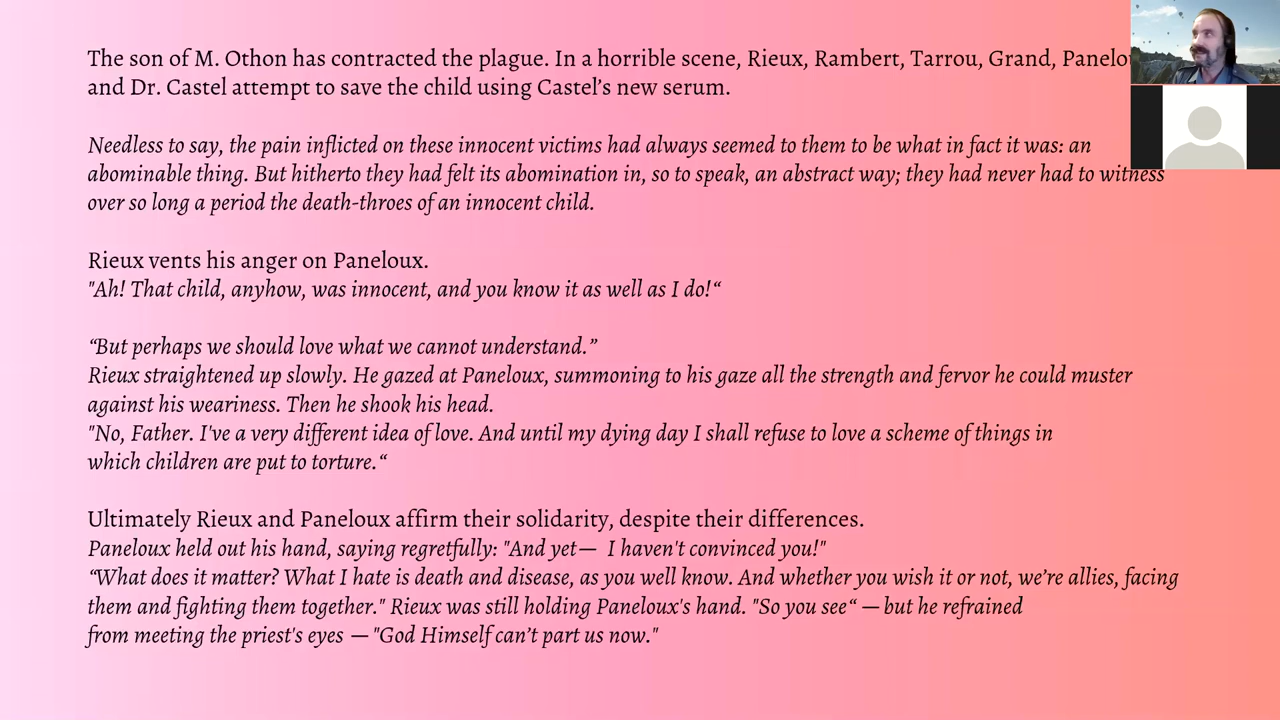 The son of M. Othon has contracted the plague. In a horrible scene, Rieux, Rambert, Tarrou, Grand,
and Dr. Castel attempt to save the child using Castel’s new serum.
Needless to say, the pain inflicted on these innocent victims had always seemed to them to be what in fact it was: an
abominable thing. But hitherto they had felt its abomination in, so to speak, an abstract way; they had never had to witness
over so long a period the death-throes of an innocent child.
Rieux vents his anger on Paneloux.
"Ah! That child, anyhow, was innocent, and you know it as well as I do!“
“But perhaps we should love what we cannot understand.”
Rieux straightened up slowly. He gazed at Paneloux, summoning to his gaze all the strength and fervor he could muster
against his weariness. Then he shook his head.
"No, Father. I've a very different idea of love. And until my dying day I shall refuse to love a scheme of things in
which children are put to torture.“
Ultimately Rieux and Paneloux affirm their solidarity, despite their differences.
Paneloux held out his hand, saying regretfully: "And yet— I haven't convinced you!"
“What does it matter? What I hate is death and disease, as you well know. And whether you wish it or not, we’re allies, facing
them and fighting them together." Rieux was still holding Paneloux's hand. "So you see“ — but he refrained
from meeting the priest's eyes — "God Himself can’t part us now."